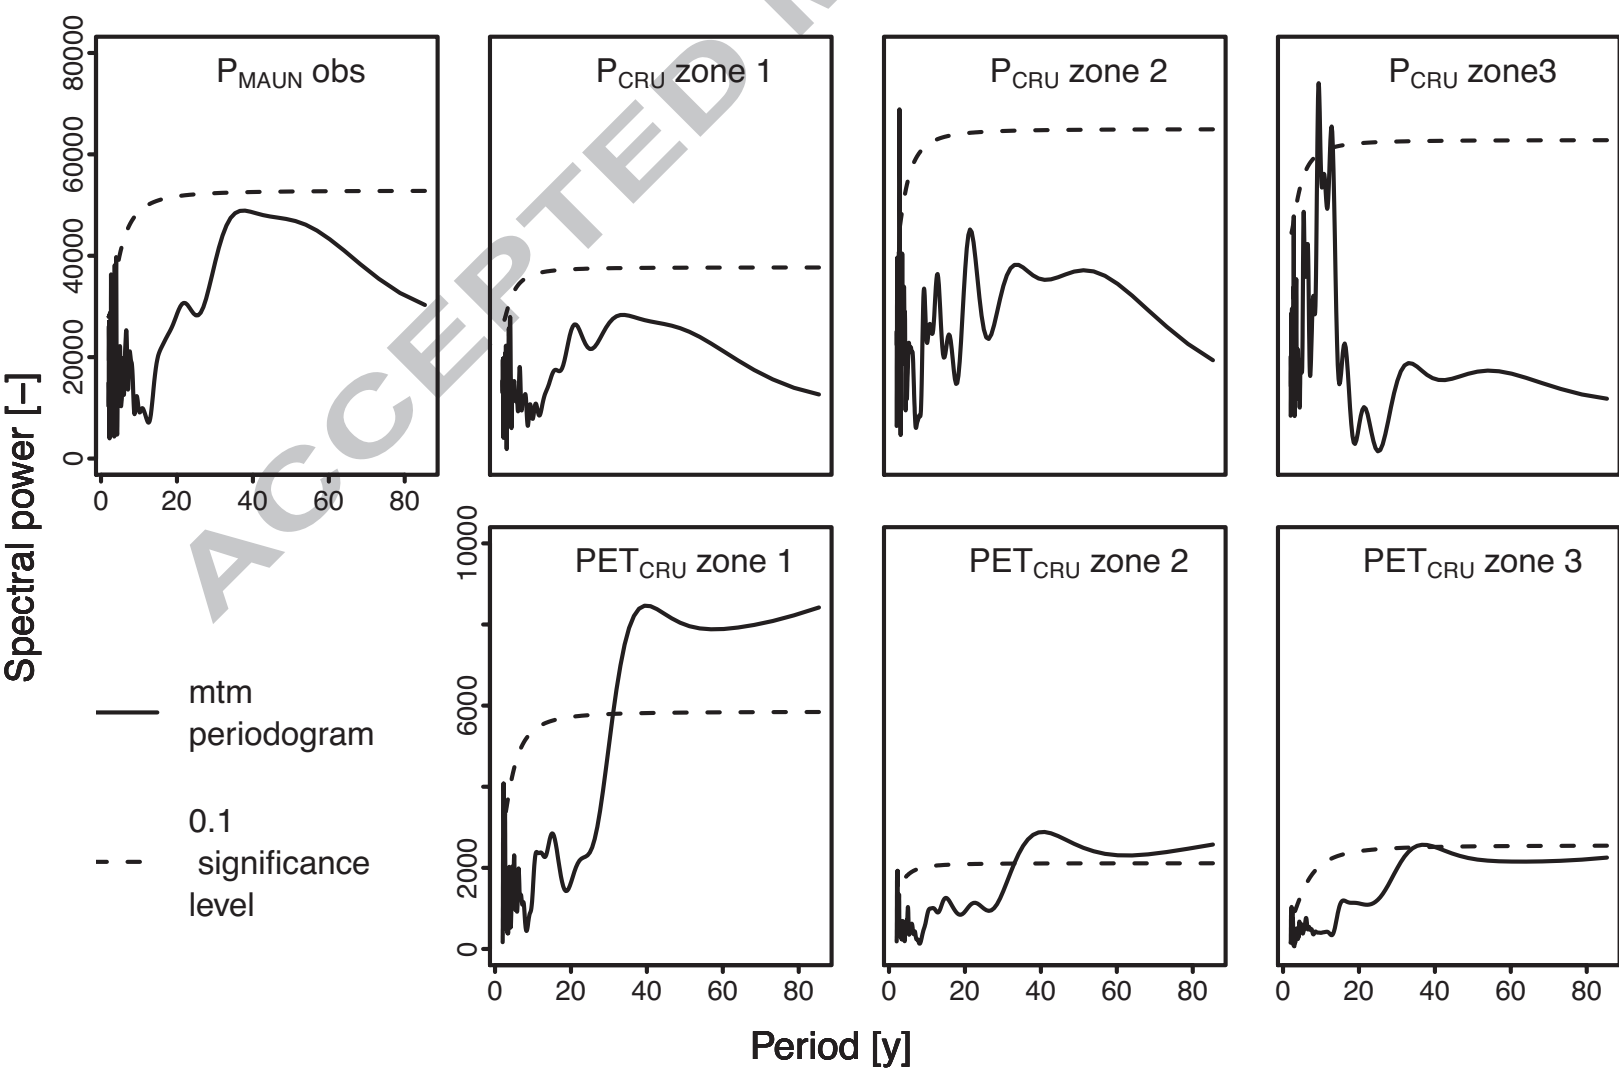 P_MAUN obs
P_CRU zone 1
P_CRU zone 2
P_CRU zone3
80000
60000
40000
20000
0
0 20 40 60 80
ACCEPTED M
PET_CRU zone 1
PET_CRU zone 2
PET_CRU zone 3
10000
6000
2000
0
0 20 40 60 80
0 20 40 60 80
0 20 40 60 80
Spectral power [−]
mtm
periodogram
0.1
significance
level
Period [y]